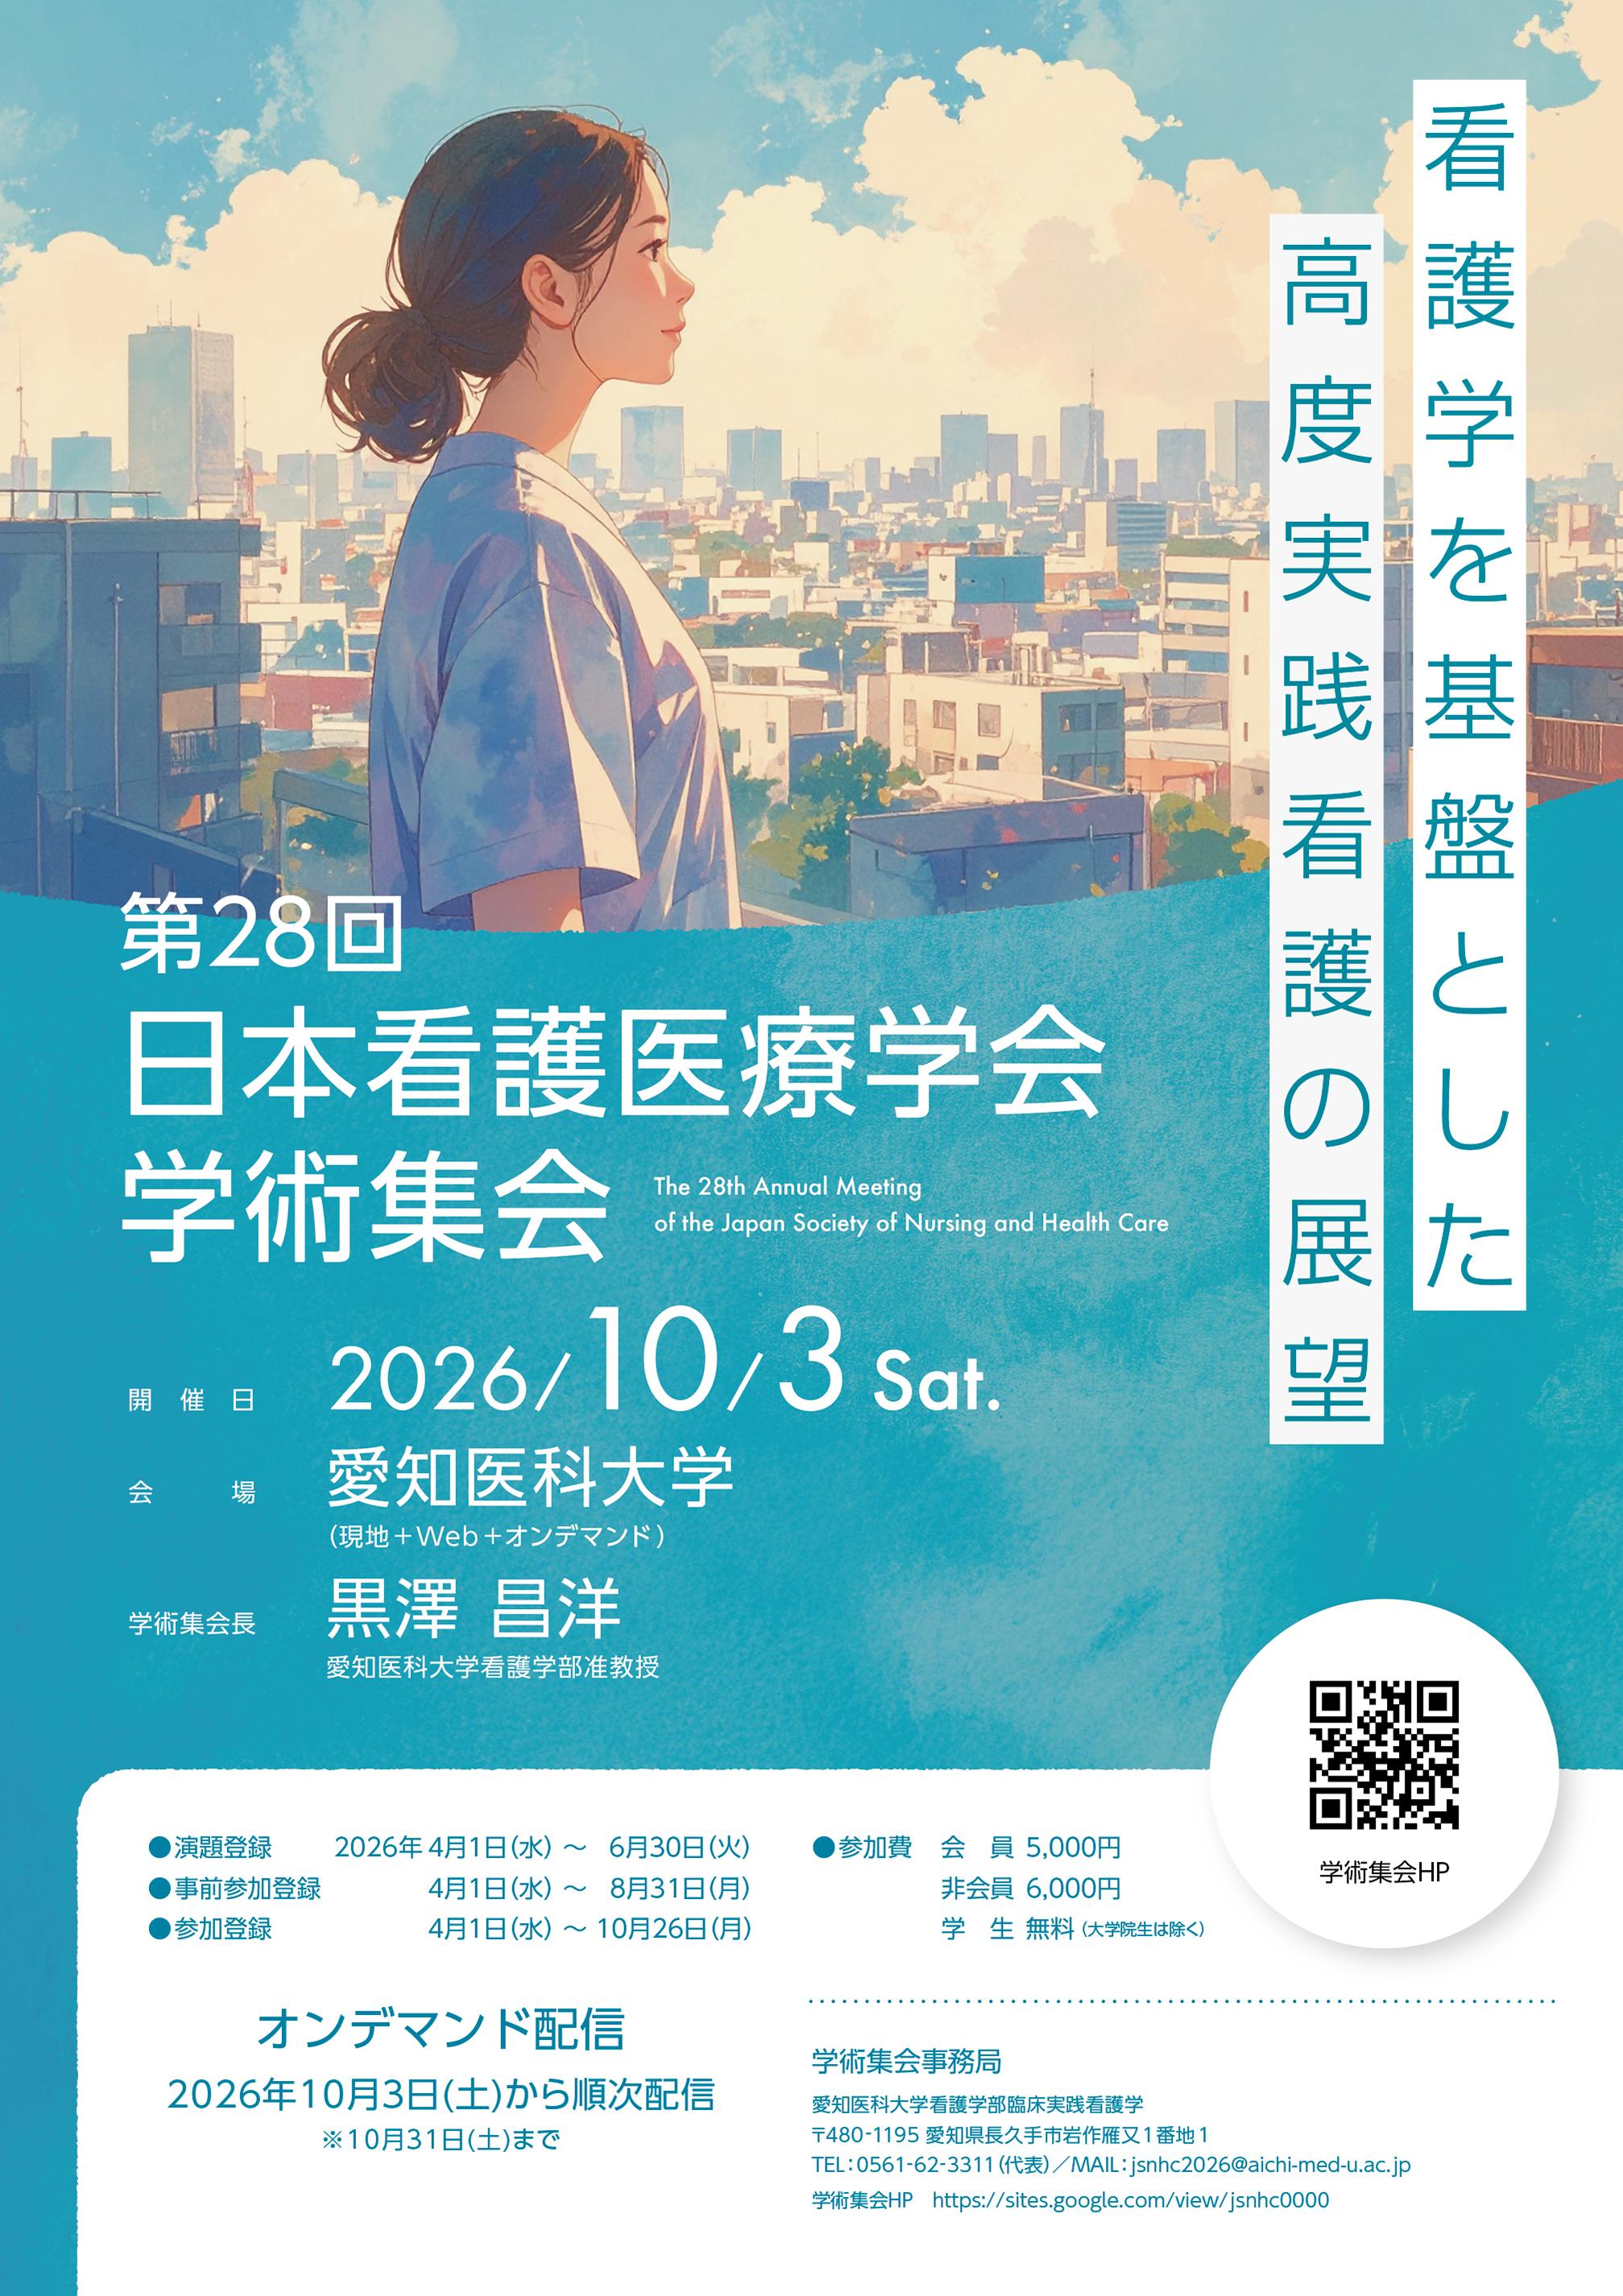 看護学を基盤とした
高度実践看護の展望
第28回
日本看護医療学会
学術集会
The 28th Annual Meeting
of the Japan Society of Nursing and Health Care
開催日 2026/10/3 Sat.
会場 愛知医科大学
(現地+Web+オンデマンド)
学術集会長 黒澤 昌洋
愛知医科大学看護学部准教授
学術集会HP
●演題登録 2026年4月1日(水) ～ 6月30日(火)
●事前参加登録 4月1日(水) ～ 8月31日(月)
●参加登録 4月1日(水) ～ 10月26日(月)
●参加費 会員 5,000円
非会員 6,000円
学生 無料 (大学院生は除く)
オンデマンド配信
2026年10月3日(土)から順次配信
※10月31日(土)まで
学術集会事務局
愛知医科大学看護学部臨床実践看護学
〒480-1195 愛知県長久手市岩作雁又1番地1
TEL:0561-62-3311(代表)／MAIL:jsnhc2026@aichi-med-u.ac.jp
学術集会HP https://sites.google.com/view/jsnhc0000